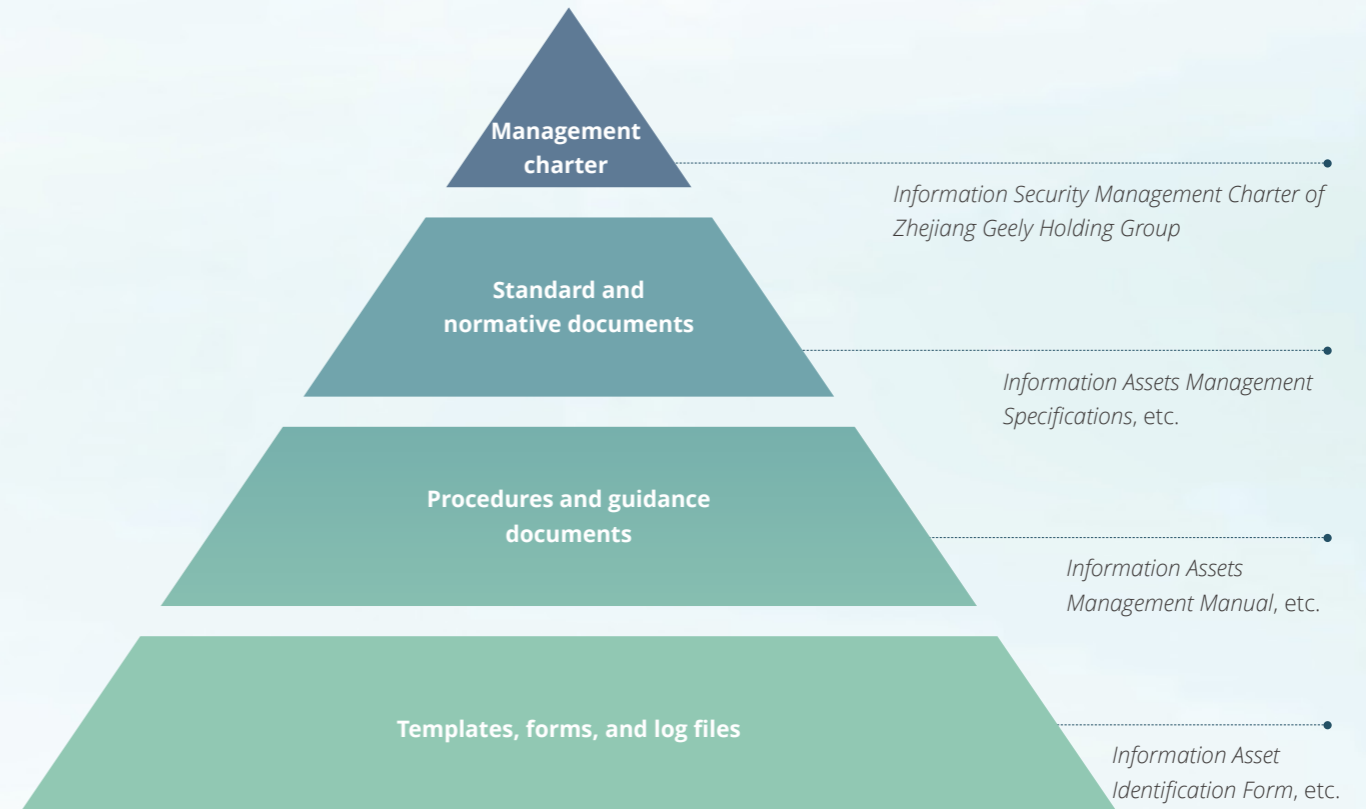 Management
charter
Information Security Management Charter of
Zhejiang Geely Holding Group
Standard and
normative documents
Information Assets Management
Specifications, etc.
Procedures and guidance
documents
Information Assets
Management Manual, etc.
Templates, forms, and log files
Information Asset
Identification Form, etc.